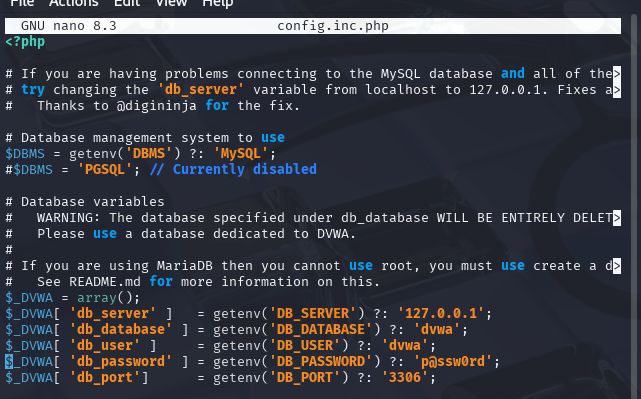 File Actions Edit View Help
GNU nano 8.3 config.inc.php
<?php
# If you are having problems connecting to the MySQL database and all of the>
# try changing the 'db_server' variable from localhost to 127.0.0.1. Fixes a>
#   Thanks to @digininja for the fix.
# Database management system to use
$DBMS = getenv('DBMS') ?: 'MySQL';
#$DBMS = 'PGSQL'; // Currently disabled
# Database variables
#   WARNING: The database specified under db_database WILL BE ENTIRELY DELET>
#   Please use a database dedicated to DVWA.
#
# If you are using MariaDB then you cannot use root, you must use create a d>
#   See README.md for more information on this.
$_DVWA = array();
$_DVWA[ 'db_server' ]   = getenv('DB_SERVER') ?: '127.0.0.1';
$_DVWA[ 'db_database' ] = getenv('DB_DATABASE') ?: 'dvwa';
$_DVWA[ 'db_user' ]     = getenv('DB_USER') ?: 'dvwa';
$_DVWA[ 'db_password' ] = getenv('DB_PASSWORD') ?: 'p@ssw0rd';
$_DVWA[ 'db_port']      = getenv('DB_PORT') ?: '3306';